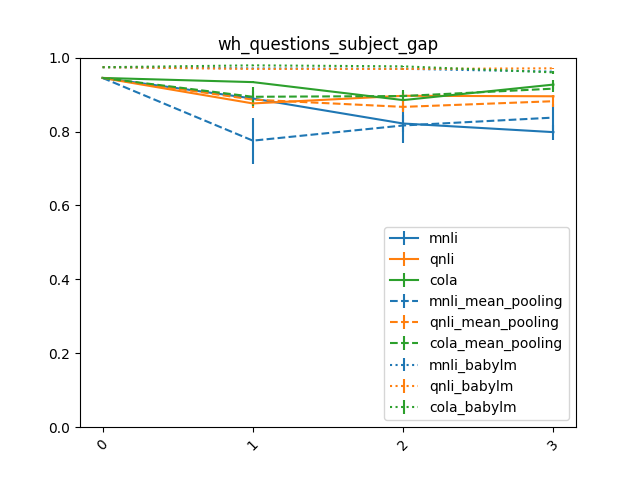 wh_questions_subject_gap
1.0
0.8
0.6
0.4
0.2
0.0
0
1
2
3
mnli
qnli
cola
mnli_mean_pooling
qnli_mean_pooling
cola_mean_pooling
mnli_babylm
qnli_babylm
cola_babylm